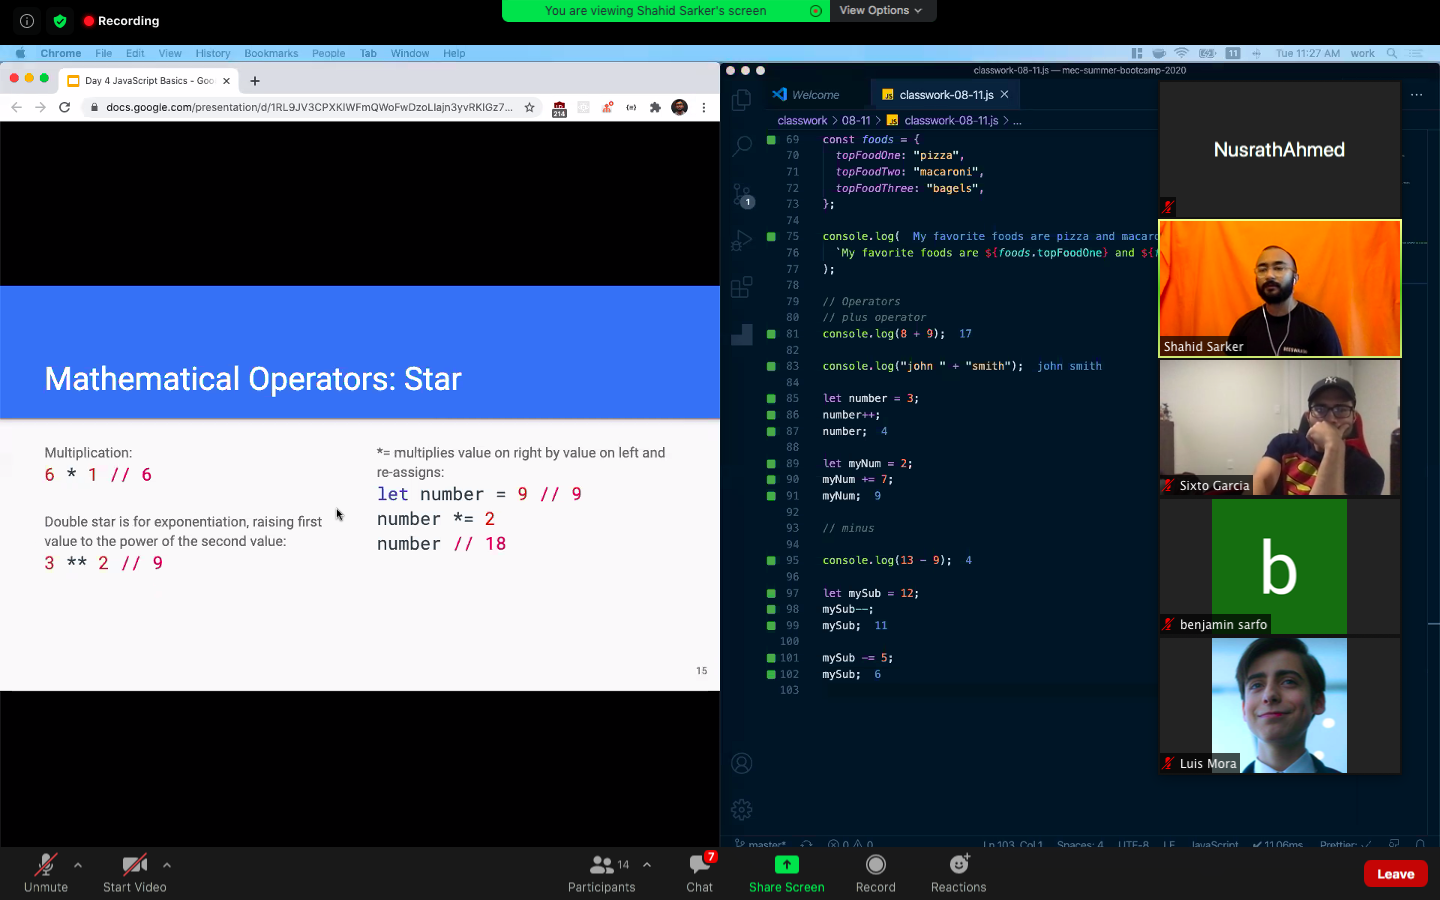 Recording
You are viewing Shahid Sarker's screen
View Options
Chrome File Edit View History Bookmarks People Tab Window Help
11 Tue 11:27 AM work
Day 4 JavaScript Basics - Goo
docs.google.com/presentation/d/1RL9JV3CPXKIWFmQWoFwDzoLIajn3yvRKIGz7...
214
Mathematical Operators: Star
Multiplication:
6 * 1 // 6
Double star is for exponentiation, raising first
value to the power of the second value:
3 ** 2 // 9
*= multiplies value on right by value on left and
re-assigns:
let number = 9 // 9
number *= 2
number // 18
15
classwork-08-11.js — mec-summer-bootcamp-2020
Welcome
classwork-08-11.js
classwork > 08-11 > classwork-08-11.js > ...
1
69 const foods = {
70 topFoodOne: "pizza",
71 topFoodTwo: "macaroni",
72 topFoodThree: "bagels",
73 };
74
75 console.log( My favorite foods are pizza and macaro
76 `My favorite foods are ${foods.topFoodOne} and ${f
77 );
78
79 // Operators
80 // plus operator
81 console.log(8 + 9); 17
82
83 console.log("john " + "smith"); john smith
84
85 let number = 3;
86 number++;
87 number; 4
88
89 let myNum = 2;
90 myNum += 7;
91 myNum; 9
92
93 // minus
94
95 console.log(13 - 9); 4
96
97 let mySub = 12;
98 mySub--;
99 mySub; 11
100
101 mySub -= 5;
102 mySub; 6
103
master* 0 0 Ln 103, Col 1 Spaces: 4 UTF-8 LF JavaScript 11.06ms Prettier: ✓
NusrathAhmed
Shahid Sarker
Sixto Garcia
b
benjamin sarfo
Luis Mora
Unmute
Start Video
14
Participants
7
Chat
Share Screen
Record
Reactions
Leave